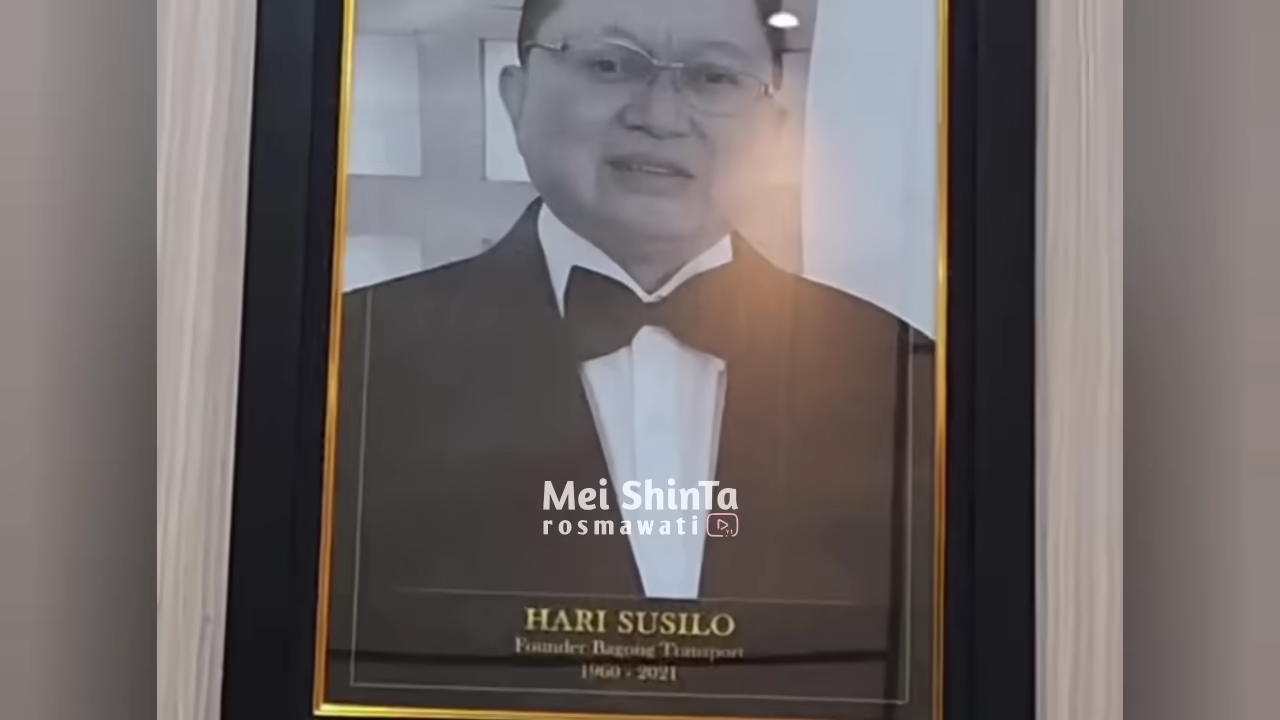 Mei ShinTa
rosmawati
HARI SUSILO
Founder Bagong Transport
1960 - 2021